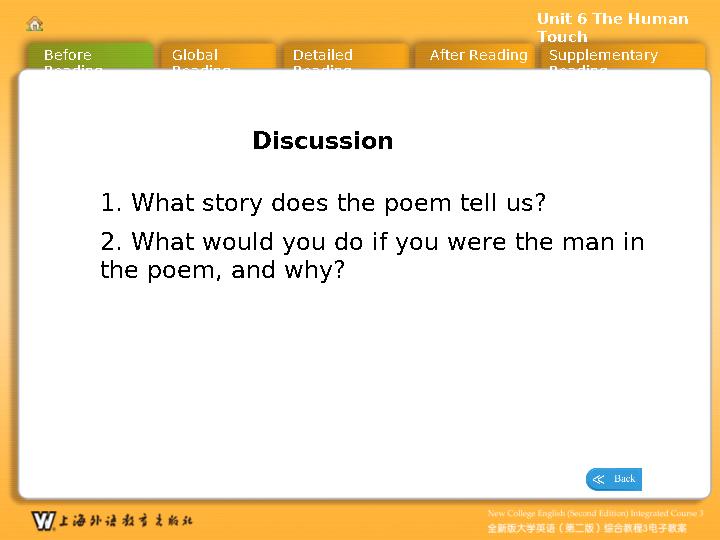 Unit 6 The Human
Touch
Before
Reading
Global
Reading
Detailed
Reading
After Reading
Supplementary
Reading
Discussion
1. What story does the poem tell us?
2. What would you do if you were the man in
the poem, and why?
Back
上海外语教育出版社
New College English (Second Edition) Integrated Course 3
全新版大学英语（第二版）综合教程3电子教案